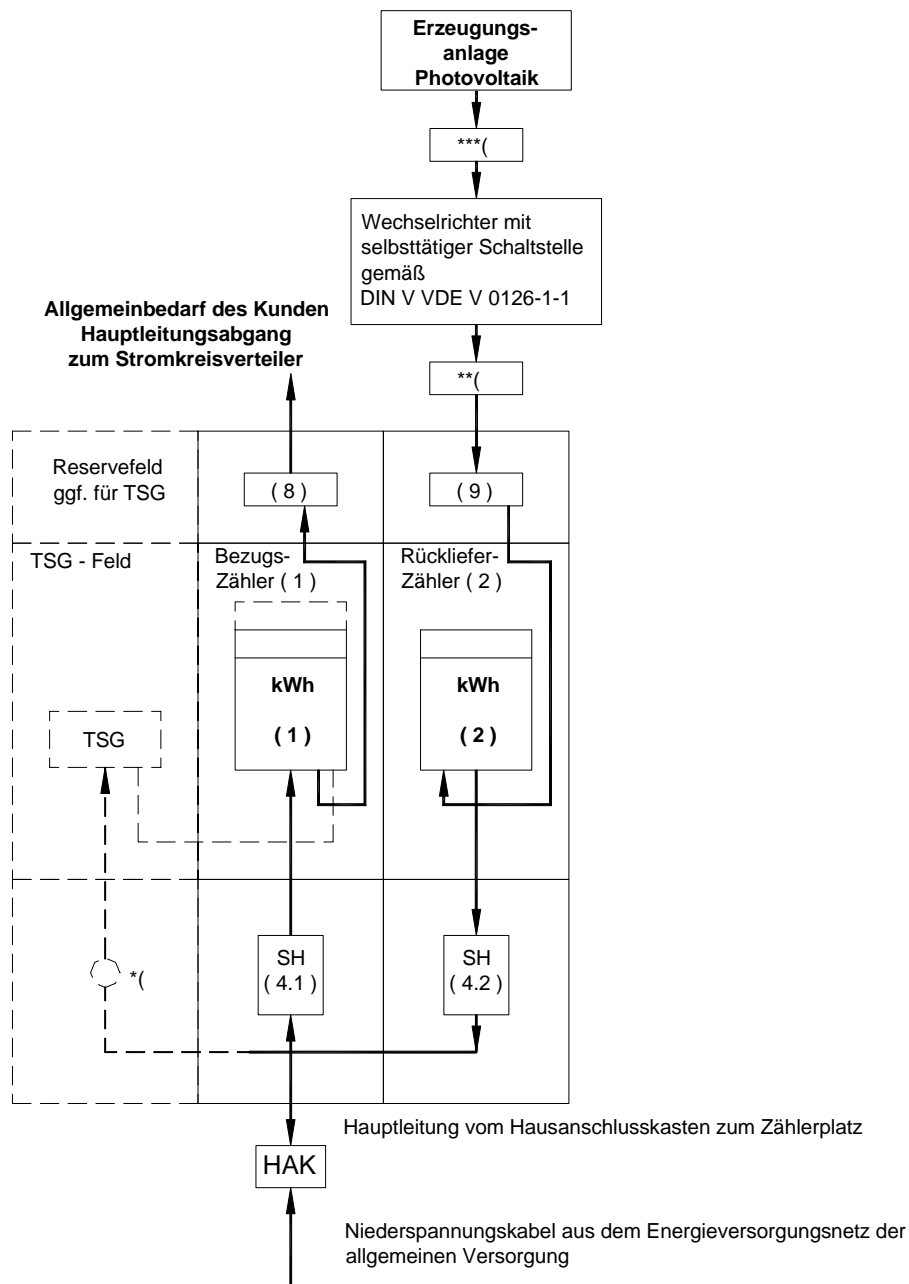 Erzeugungs-
anlage
Photovoltaik
***(
Wechselrichter mit
selbsttätiger Schaltstelle
gemäß
DIN V VDE V 0126-1-1
Allgemeinbedarf des Kunden
Hauptleitungsabgang
zum Stromkreisverteiler
**(
Reservefeld
ggf. für TSG
( 8 )
( 9 )
TSG - Feld
Bezugs-
Zähler ( 1 )
Rückliefer-
Zähler ( 2 )
kWh
( 1 )
kWh
( 2 )
TSG
*(
SH
( 4.1 )
SH
( 4.2 )
Hauptleitung vom Hausanschlusskasten zum Zählerplatz
HAK
Niederspannungskabel aus dem Energieversorgungsnetz der
allgemeinen Versorgung